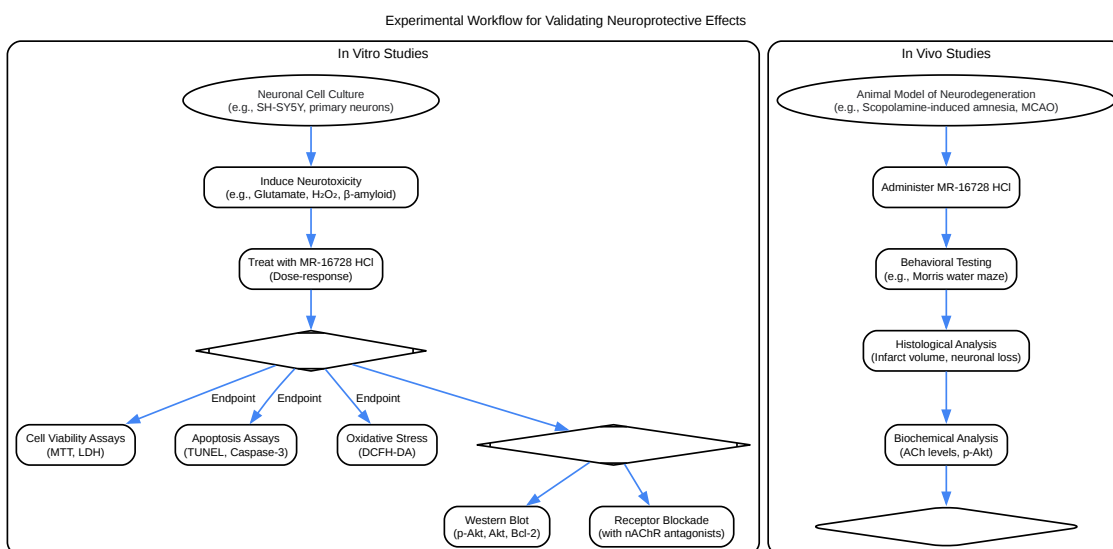 Experimental Workflow for Validating Neuroprotective Effects
In Vitro Studies
Neuronal Cell Culture
(e.g., SH-SY5Y, primary neurons)
Induce Neurotoxicity
(e.g., Glutamate, H₂O₂, β-amyloid)
Treat with MR-16728 HCl
(Dose-response)
Endpoint
Endpoint
Endpoint
Cell Viability Assays
(MTT, LDH)
Apoptosis Assays
(TUNEL, Caspase-3)
Oxidative Stress
(DCFH-DA)
Western Blot
(p-Akt, Akt, Bcl-2)
Receptor Blockade
(with nAChR antagonists)
In Vivo Studies
Animal Model of Neurodegeneration
(e.g., Scopolamine-induced amnesia, MCAO)
Administer MR-16728 HCl
Behavioral Testing
(e.g., Morris water maze)
Histological Analysis
(Infarct volume, neuronal loss)
Biochemical Analysis
(ACh levels, p-Akt)